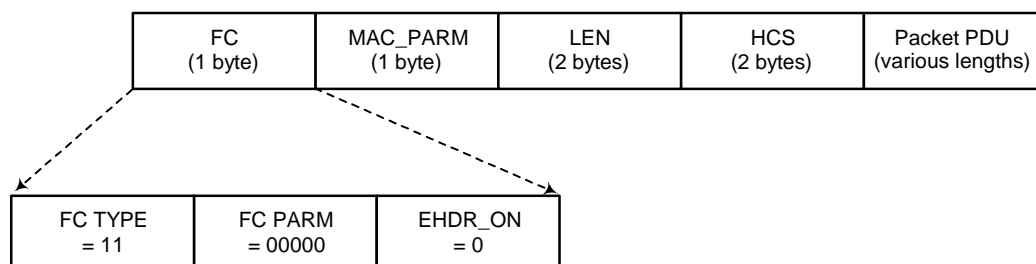 FC
(1 byte)
MAC_PARM
(1 byte)
LEN
(2 bytes)
HCS
(2 bytes)
Packet PDU
(various lengths)
FC TYPE
= 11
FC PARM
= 00000
EHDR_ON
= 0